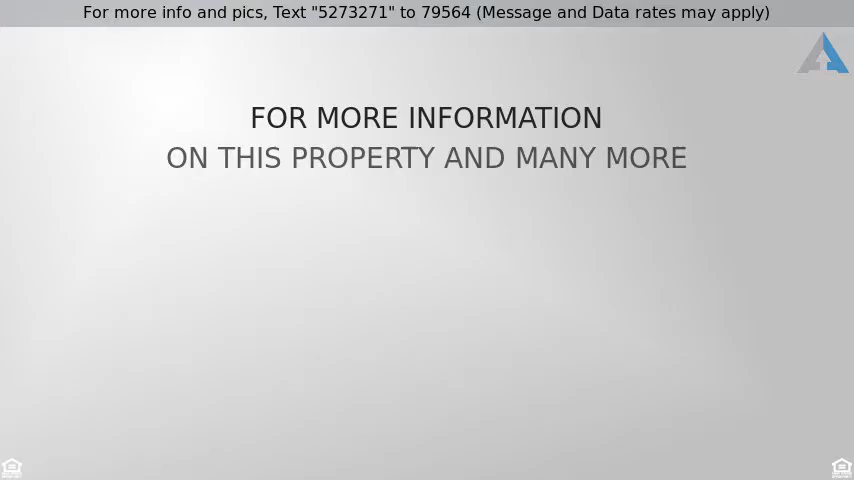 For more info and pics, Text "5273271" to 79564 (Message and Data rates may apply)
FOR MORE INFORMATION
ON THIS PROPERTY AND MANY MORE